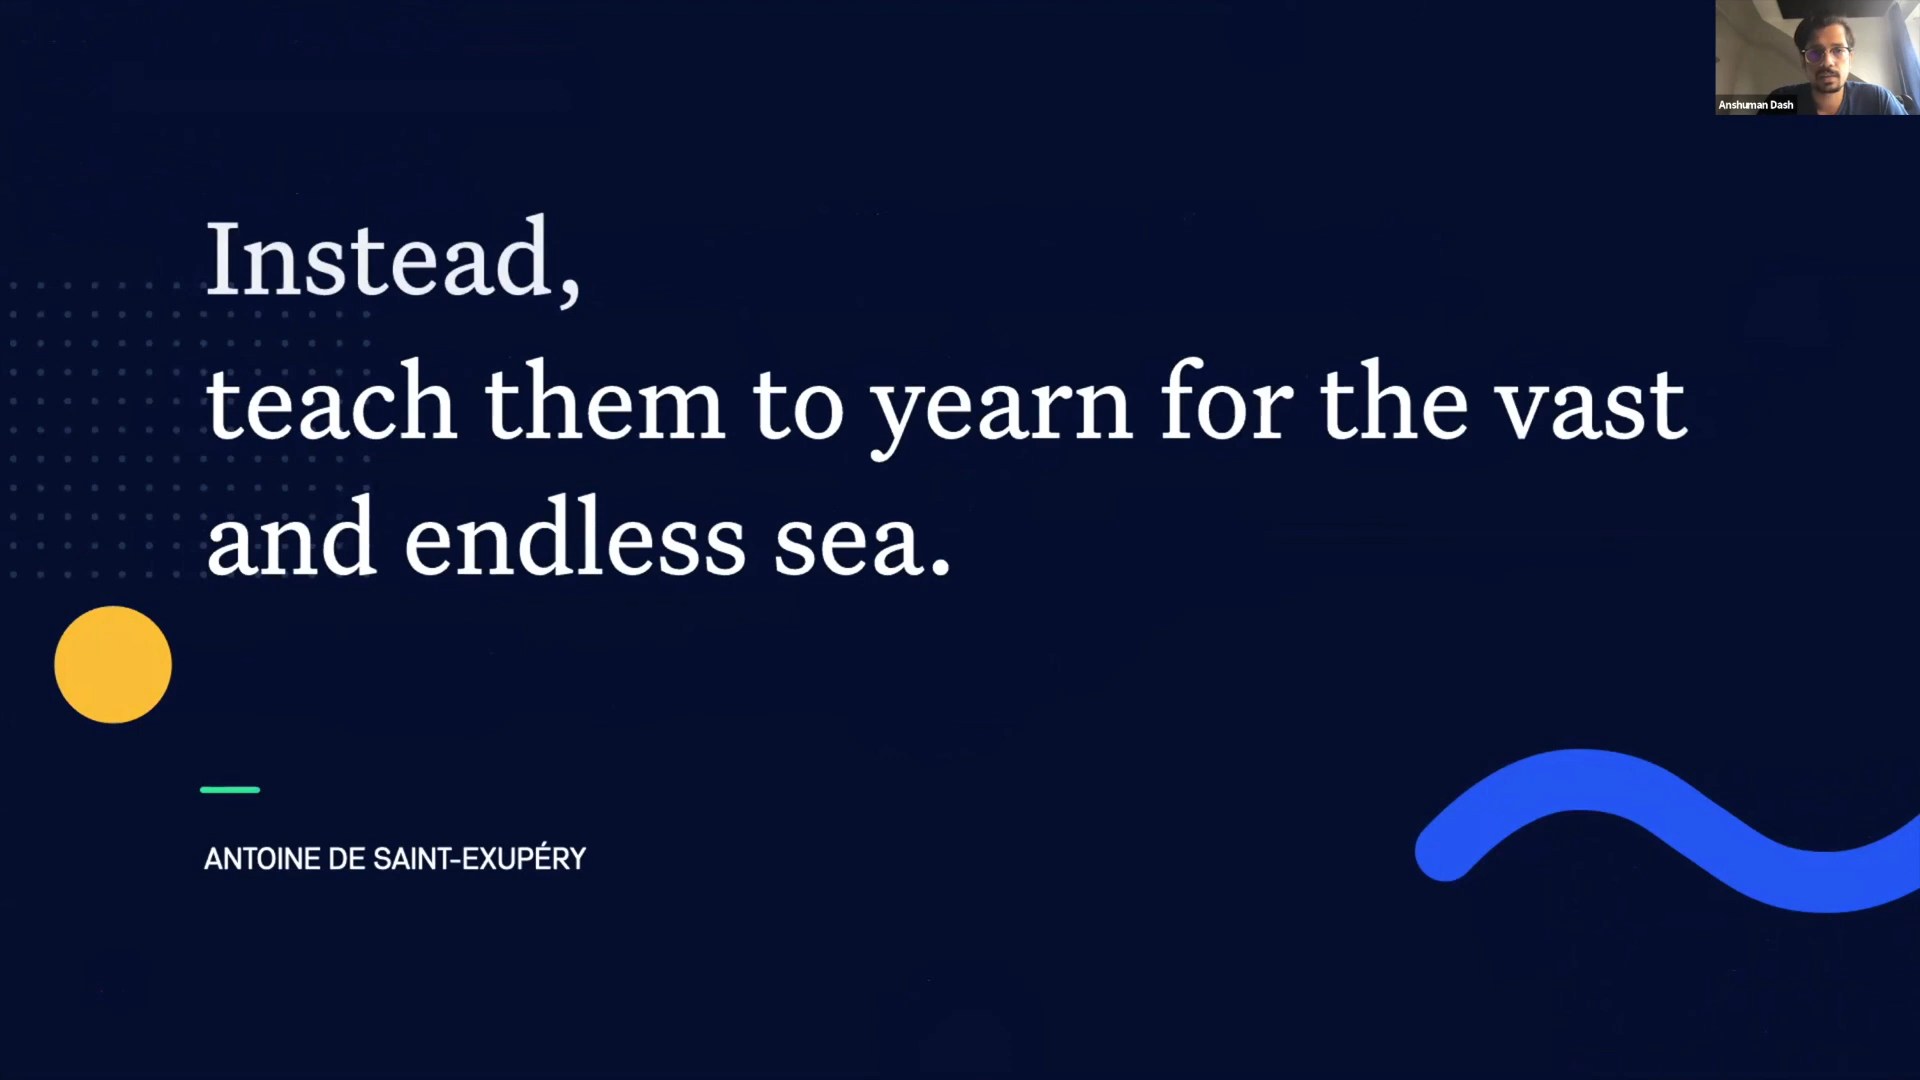 Anshuman Dash
Instead,
teach them to yearn for the vast
and endless sea.
ANTOINE DE SAINT-EXUPÉRY